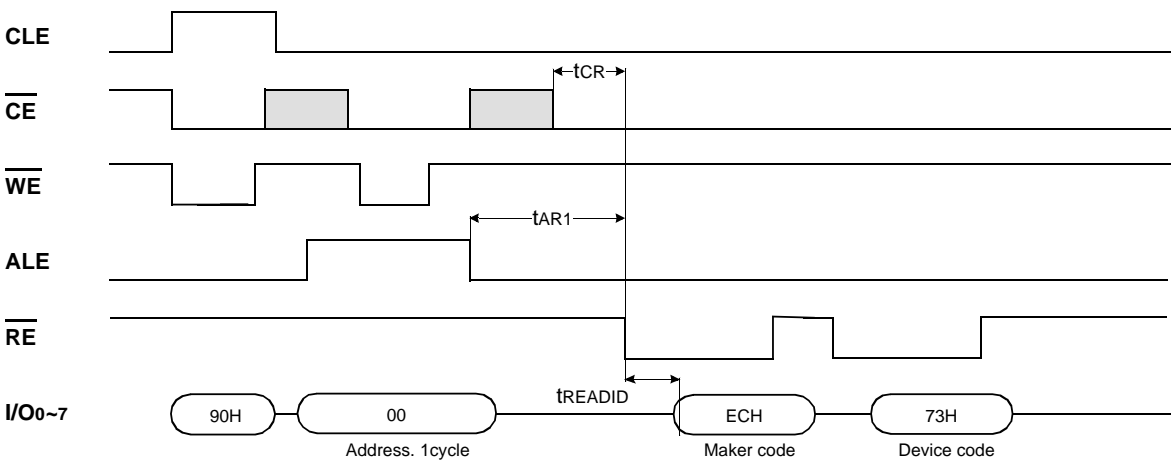 CLE
tCR
CE
WE
tAR1
ALE
RE
tREADID
I/O0~7
90H
00
ECH
73H
Address. 1cycle
Maker code
Device code